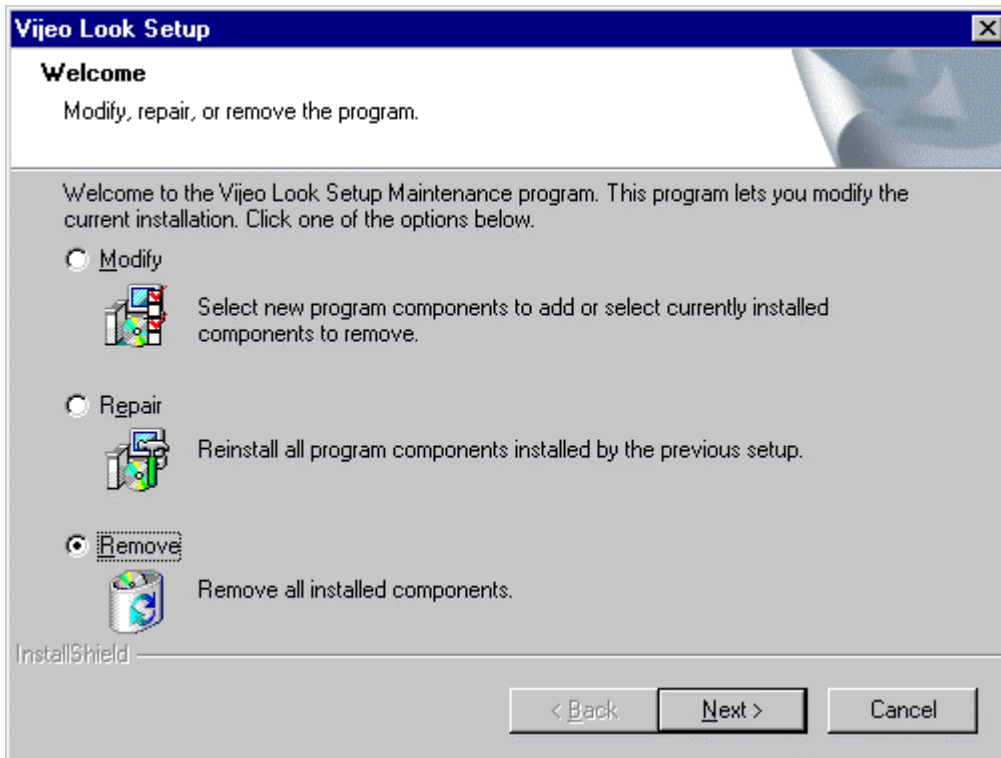 Vijeo Look Setup
Welcome
Modify, repair, or remove the program.
Welcome to the Vijeo Look Setup Maintenance program. This program lets you modify the
current installation. Click one of the options below.
Modify
Select new program components to add or select currently installed
components to remove.
Repair
Reinstall all program components installed by the previous setup.
Remove
Remove all installed components.
InstallShield
< Back
Next >
Cancel